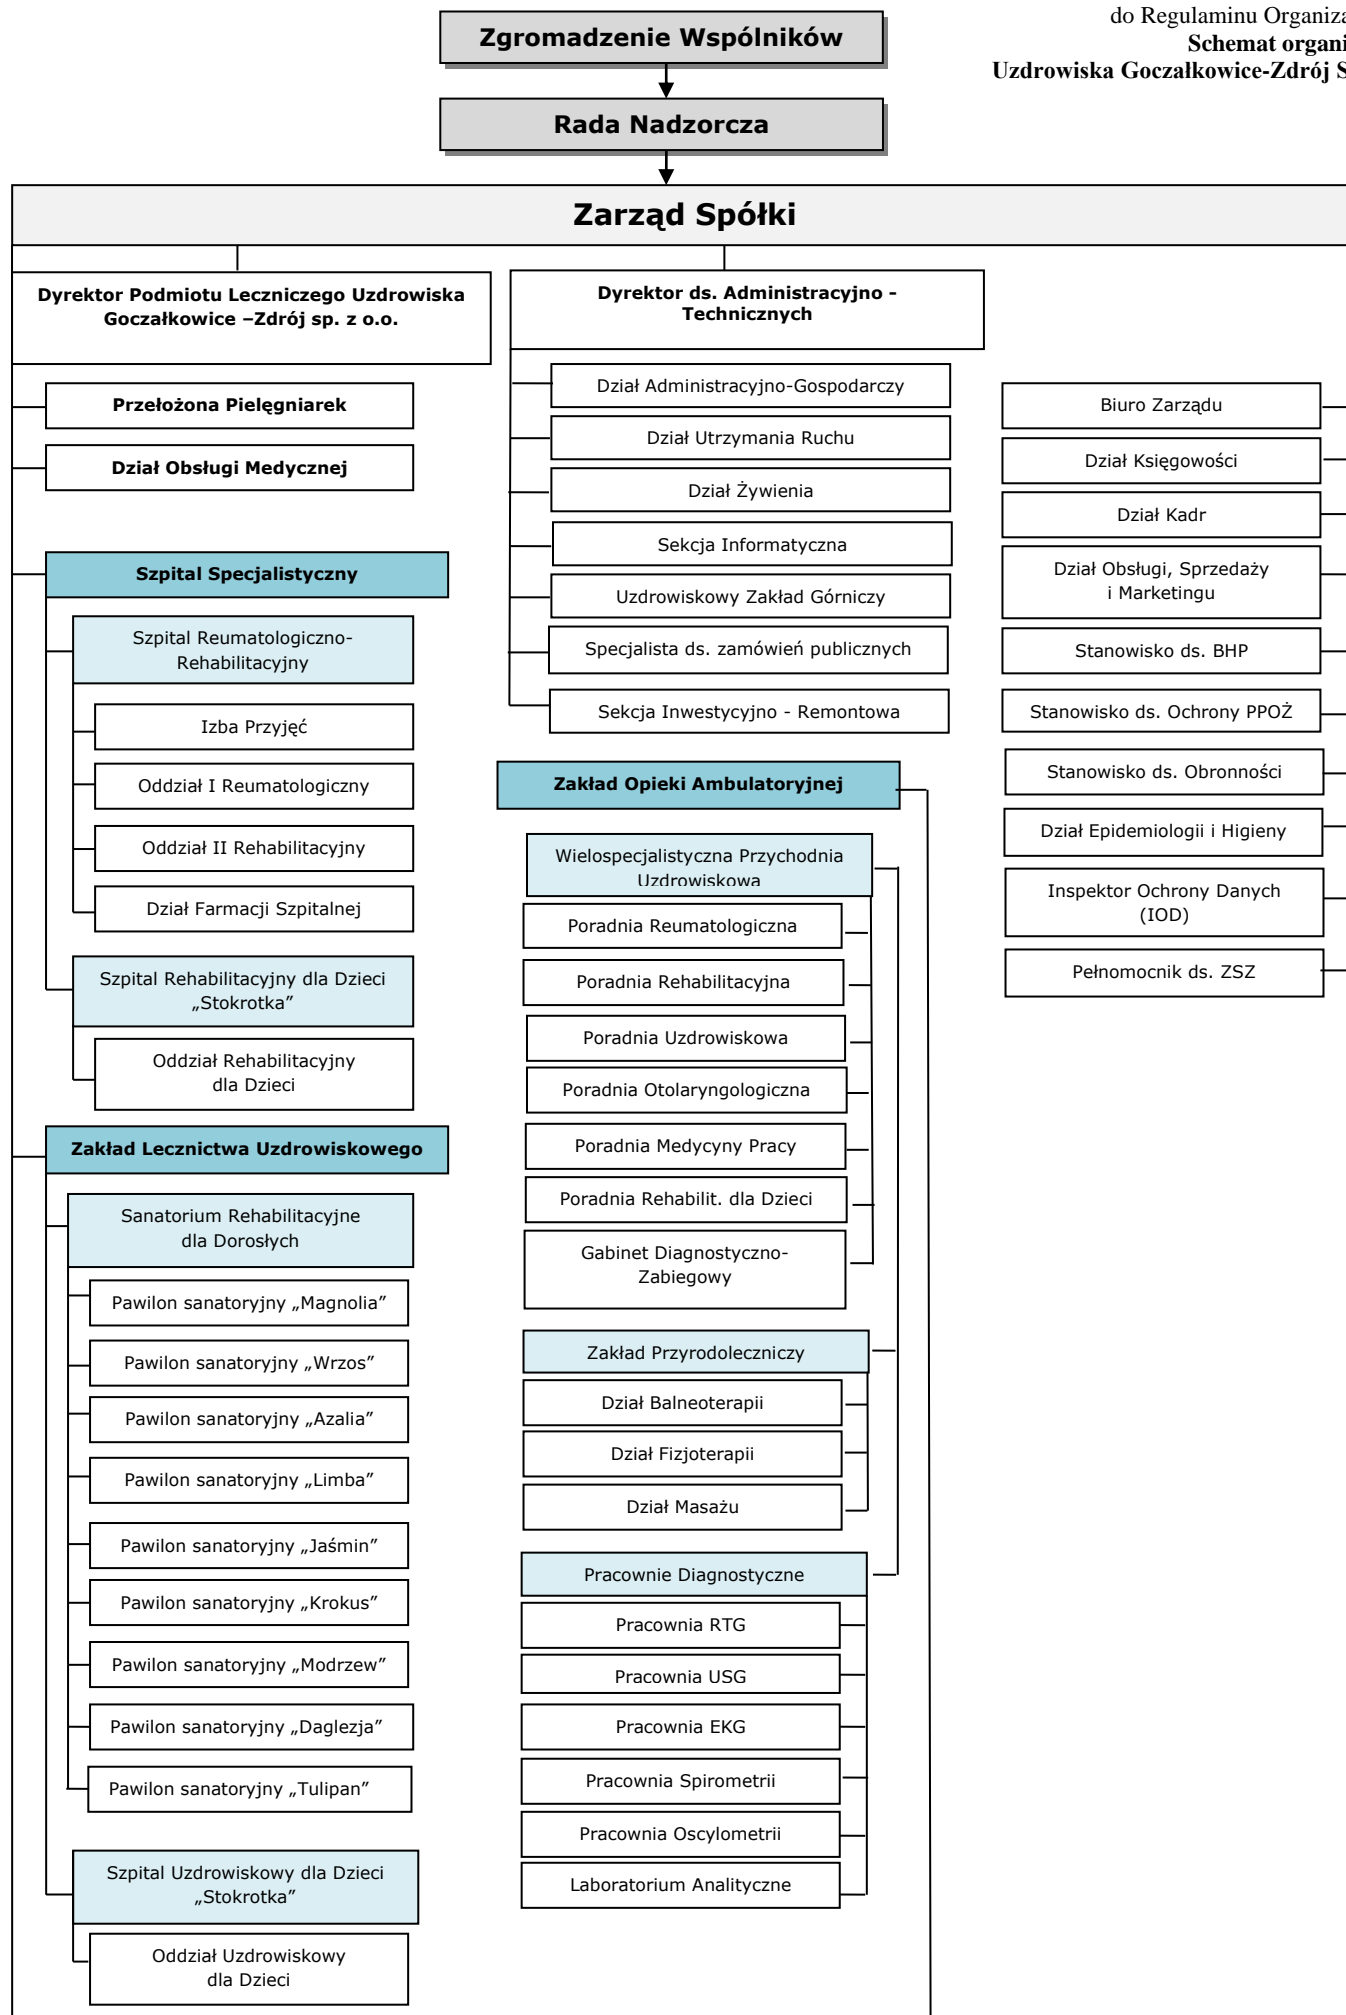 do Regulaminu Organiza
Schemat organi
Uzdrowiska Goczałkowice-Zdrój S
Zgromadzenie Wspólników
Rada Nadzorcza
Zarząd Spółki
Dyrektor Podmiotu Leczniczego Uzdrowiska
Goczałkowice –Zdrój sp. z o.o.
Przełożona Pielęgniarek
Dział Obsługi Medycznej
Szpital Specjalistyczny
Szpital Reumatologiczno-
Rehabilitacyjny
Izba Przyjęć
Oddział I Reumatologiczny
Oddział II Rehabilitacyjny
Dział Farmacji Szpitalnej
Szpital Rehabilitacyjny dla Dzieci
„Stokrotka”
Oddział Rehabilitacyjny
dla Dzieci
Zakład Lecznictwa Uzdrowiskowego
Sanatorium Rehabilitacyjne
dla Dorosłych
Pawilon sanatoryjny „Magnolia”
Pawilon sanatoryjny „Wrzos”
Pawilon sanatoryjny „Azalia”
Pawilon sanatoryjny „Limba”
Pawilon sanatoryjny „Jaśmin”
Pawilon sanatoryjny „Krokus”
Pawilon sanatoryjny „Modrzew”
Pawilon sanatoryjny „Daglezja”
Pawilon sanatoryjny „Tulipan”
Szpital Uzdrowiskowy dla Dzieci
„Stokrotka”
Oddział Uzdrowiskowy
dla Dzieci
Dyrektor ds. Administracyjno -
Technicznych
Dział Administracyjno-Gospodarczy
Dział Utrzymania Ruchu
Dział Żywienia
Sekcja Informatyczna
Uzdrowiskowy Zakład Górniczy
Specjalista ds. zamówień publicznych
Sekcja Inwestycyjno - Remontowa
Zakład Opieki Ambulatoryjnej
Wielospecjalistyczna Przychodnia
Uzdrowiskowa
Poradnia Reumatologiczna
Poradnia Rehabilitacyjna
Poradnia Uzdrowiskowa
Poradnia Otolaryngologiczna
Poradnia Medycyny Pracy
Poradnia Rehabilit. dla Dzieci
Gabinet Diagnostyczno-
Zabiegowy
Zakład Przyrodoleczniczy
Dział Balneoterapii
Dział Fizjoterapii
Dział Masażu
Pracownie Diagnostyczne
Pracownia RTG
Pracownia USG
Pracownia EKG
Pracownia Spirometrii
Pracownia Oscylometrii
Laboratorium Analityczne
Biuro Zarządu
Dział Księgowości
Dział Kadr
Dział Obsługi, Sprzedaży
i Marketingu
Stanowisko ds. BHP
Stanowisko ds. Ochrony PPOŻ
Stanowisko ds. Obronności
Dział Epidemiologii i Higieny
Inspektor Ochrony Danych
(IOD)
Pełnomocnik ds. ZSZ